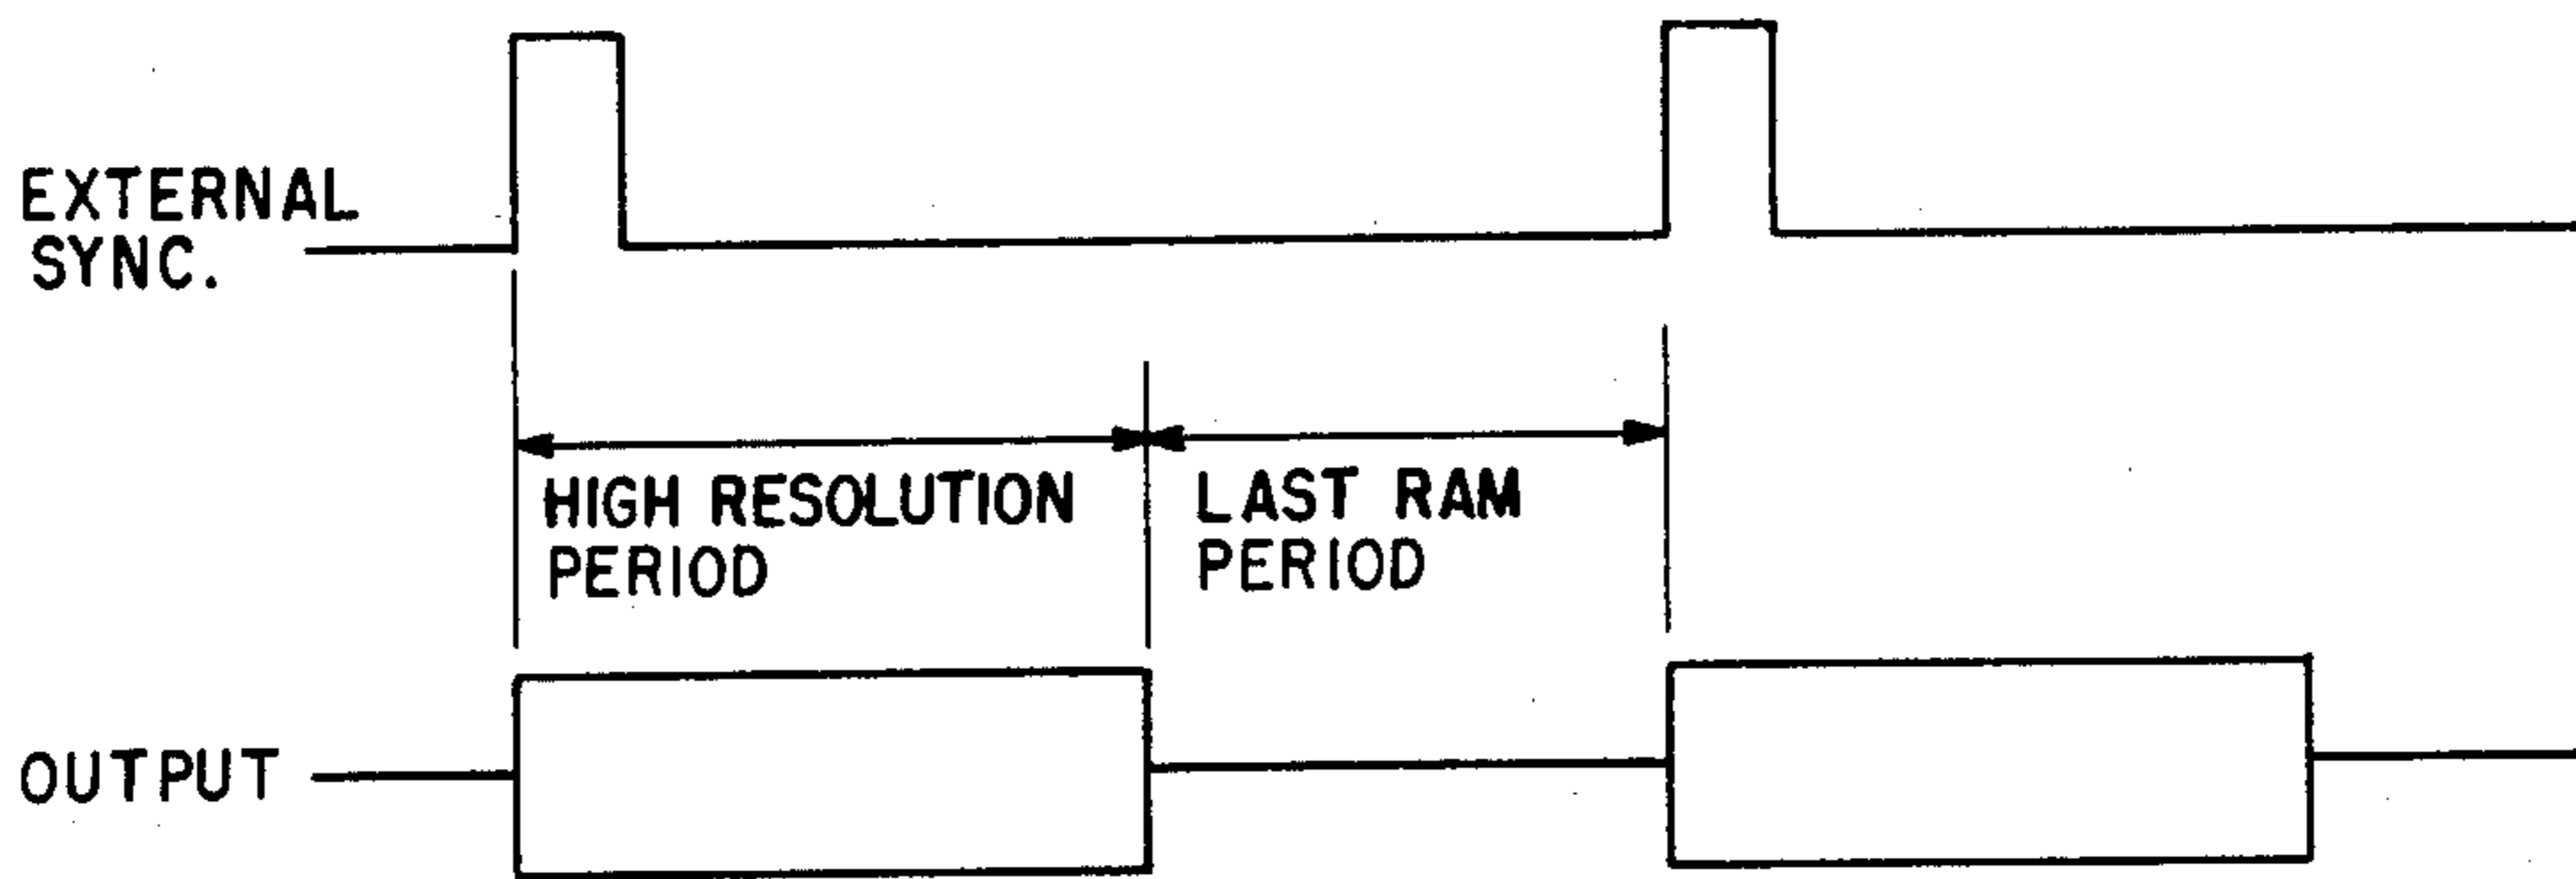 EXTERNAL
SYNC.
HIGH RESOLUTION
PERIOD
LAST RAM
PERIOD
OUTPUT